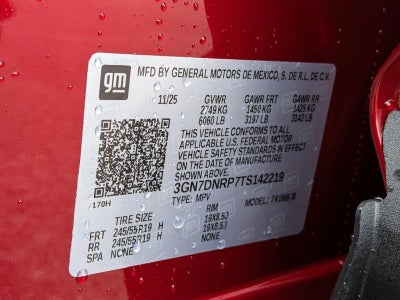 gm
MFD BY GENERAL MOTORS DE MEXICO, S. DE R.L. DE C.V.
11/25 GVWR GAWR FRT GAWR RR
2749 KG 1450 KG 1425 KG
6060 LB 3197 LB 3142 LB
THIS VEHICLE CONFORMS TO ALL
APPLICABLE U.S. FEDERAL MOTOR
VEHICLE SAFETY STANDARDS IN EFFECT
ON THE DATE OF MANUFACTURE
SHOWN ABOVE.
3GN7DNRP7TS142219
170H TYPE: MPV MODEL:
TIRE SIZE RIM
FRT 245/55R19 H 19X8.5J
RR 245/55R19 H 19X8.5J
SPA NONE NONE